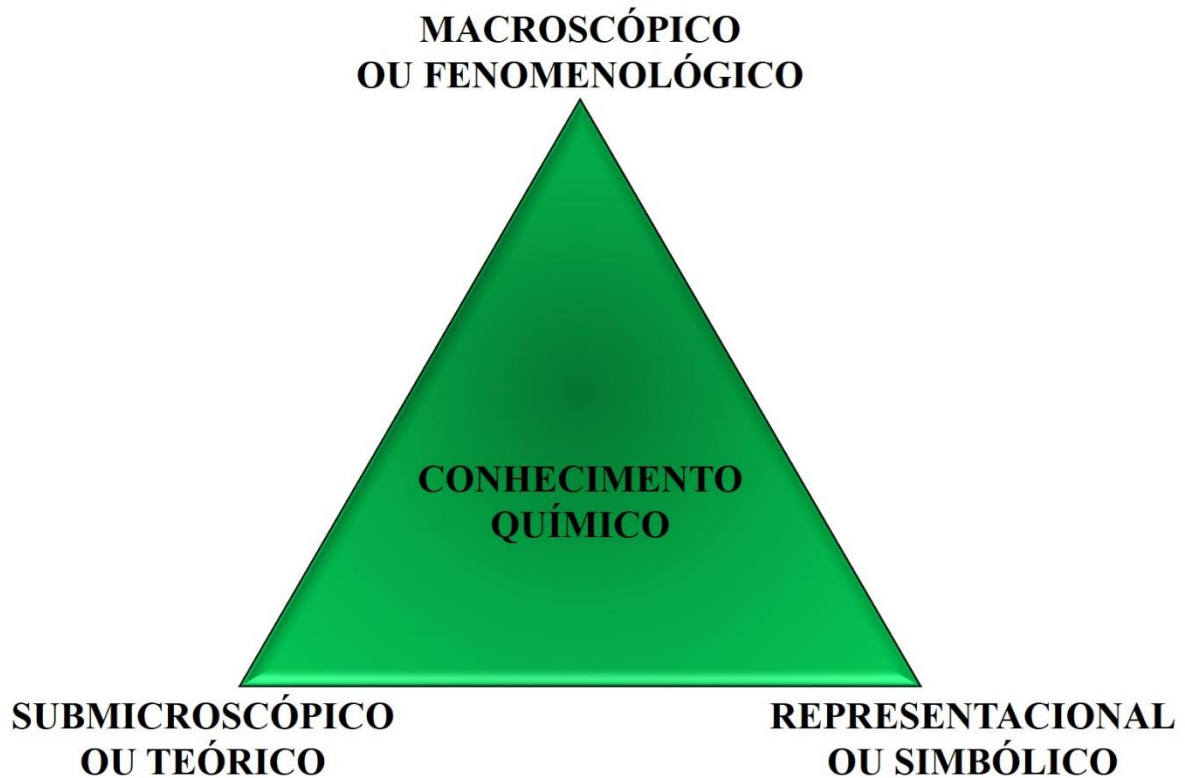 MACROSCÓPICO
OU FENOMENOLÓGICO
CONHECIMENTO
QUÍMICO
SUBMICROSCÓPICO
OU TEÓRICO
REPRESENTACIONAL
OU SIMBÓLICO